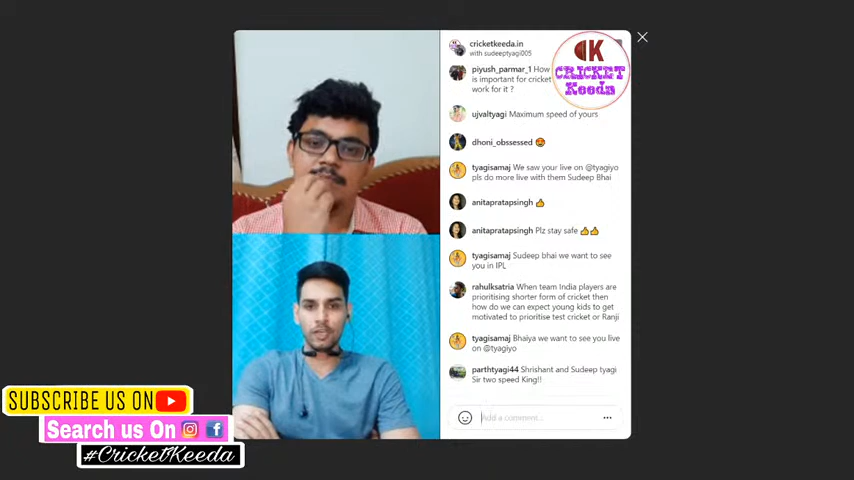 cricketkeeda.in
with sudeeptyagi005
CK
CRICKET
Keeda
piyush_parmar_1 How
is important for cricket
work for it ?
ujvaltyagi Maximum speed of yours
dhoni_obssessed 🤩
tyagisamaj We saw your live on @tyagiyo
pls do more live with them Sudeep Bhai
anitapratapsingh 👍
anitapratapsingh Plz stay safe 👍👍
tyagisamaj Sudeep bhai we want to see
you in IPL
rahulksatria When team India players are
prioritising shorter form of cricket then
how do we can expect young kids to get
motivated to prioritise test cricket or Ranji
tyagisamaj Bhaiya we want to see you live
on @tyagiyo
parthtyagi44 Shrishant and Sudeep tyagi
Sir two speed King!!
Add a comment...
SUBSCRIBE US ON
Search us On
#CricketKeeda